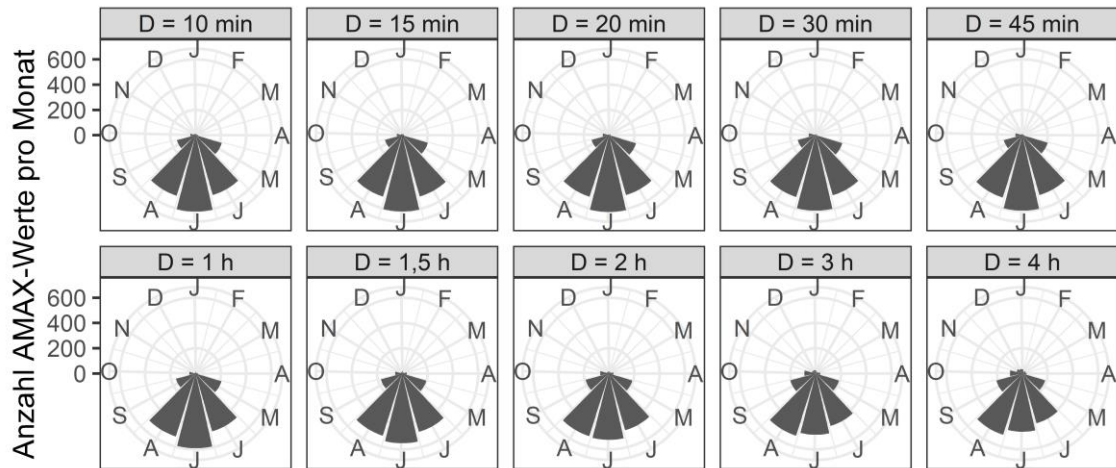 Anzahl AMAX-Werte pro Monat
D = 10 min D = 15 min D = 20 min D = 30 min D = 45 min
600
400
200
0
J F M A M J J A S O N D
J F M A M J J A S O N D
J F M A M J J A S O N D
J F M A M J J A S O N D
J F M A M J J A S O N D
D = 1 h D = 1,5 h D = 2 h D = 3 h D = 4 h
600
400
200
0
J F M A M J J A S O N D
J F M A M J J A S O N D
J F M A M J J A S O N D
J F M A M J J A S O N D
J F M A M J J A S O N D